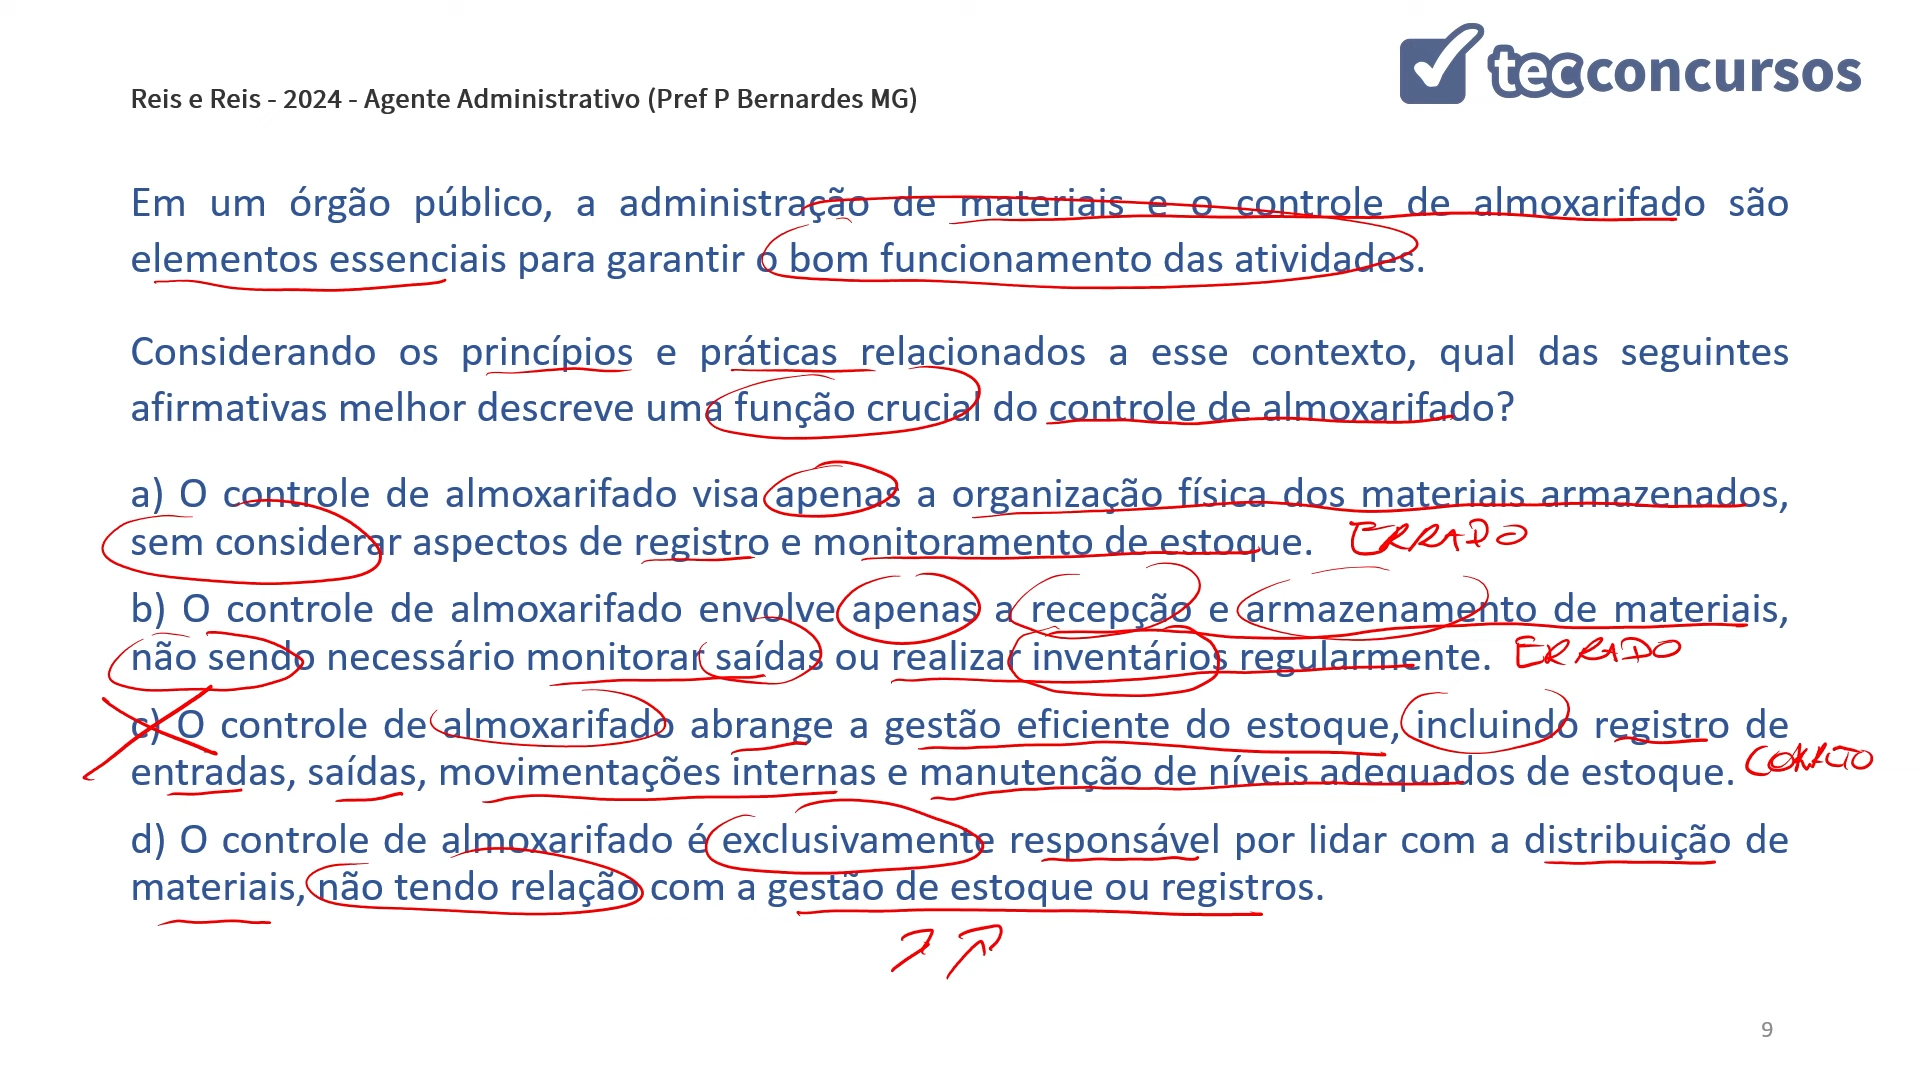 tecconcursos
Reis e Reis - 2024 - Agente Administrativo (Pref P Bernardes MG)
Em um órgão público, a administração de materiais e o controle de almoxarifado são
elementos essenciais para garantir o bom funcionamento das atividades.
Considerando os princípios e práticas relacionados a esse contexto, qual das seguintes
afirmativas melhor descreve uma função crucial do controle de almoxarifado?
a) O controle de almoxarifado visa apenas a organização física dos materiais armazenados,
sem considerar aspectos de registro e monitoramento de estoque. ERRADO
b) O controle de almoxarifado envolve apenas a recepção e armazenamento de materiais,
não sendo necessário monitorar saídas ou realizar inventários regularmente. ERRADO
c) O controle de almoxarifado abrange a gestão eficiente do estoque, incluindo registro de
entradas, saídas, movimentações internas e manutenção de níveis adequados de estoque. CORRETO
d) O controle de almoxarifado é exclusivamente responsável por lidar com a distribuição de
materiais, não tendo relação com a gestão de estoque ou registros.
9